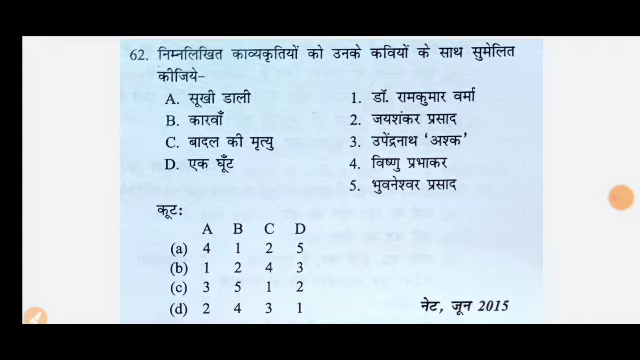 62. निम्नलिखित काव्यकृतियों को उनके कवियों के साथ सुमेलित
कीजिये–
A. सूखी डाली 1. डॉ. रामकुमार वर्मा
B. कारवाँ 2. जयशंकर प्रसाद
C. बादल की मृत्यु 3. उपेंद्रनाथ ‘अश्क’
D. एक घूँट 4. विष्णु प्रभाकर
5. भुवनेश्वर प्रसाद
कूटः
A B C D
(a) 4 1 2 5
(b) 1 2 4 3
(c) 3 5 1 2
(d) 2 4 3 1
नेट, जून 2015